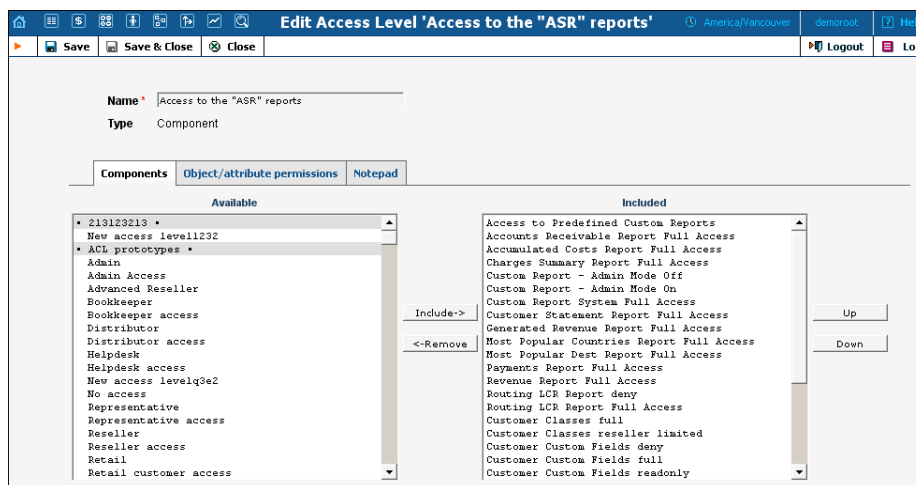 Edit Access Level 'Access to the "ASR" reports'
America/Vancouver
demoroot
Save
Save & Close
Close
Logout
Name *
Access to the "ASR" reports
Type
Component
Components
Object/attribute permissions
Notepad
Available
▪ 213123213 ▪
New access level1232
▪ ACL prototypes ▪
Admin
Admin Access
Advanced Reseller
Bookkeeper
Bookkeeper access
Distributor
Distributor access
Helpdesk
Helpdesk access
New access levelq3e2
No access
Representative
Representative access
Reseller
Reseller access
Retail
Retail customer access
Include->
<-Remove
Included
Access to Predefined Custom Reports
Accounts Receivable Report Full Access
Accumulated Costs Report Full Access
Charges Summary Report Full Access
Custom Report - Admin Mode Off
Custom Report - Admin Mode On
Custom Report System Full Access
Customer Statement Report Full Access
Generated Revenue Report Full Access
Most Popular Countries Report Full Access
Most Popular Dest Report Full Access
Payments Report Full Access
Revenue Report Full Access
Routing LCR Report deny
Routing LCR Report Full Access
Customer Classes full
Customer Classes reseller limited
Customer Custom Fields deny
Customer Custom Fields full
Customer Custom Fields readonly
Up
Down